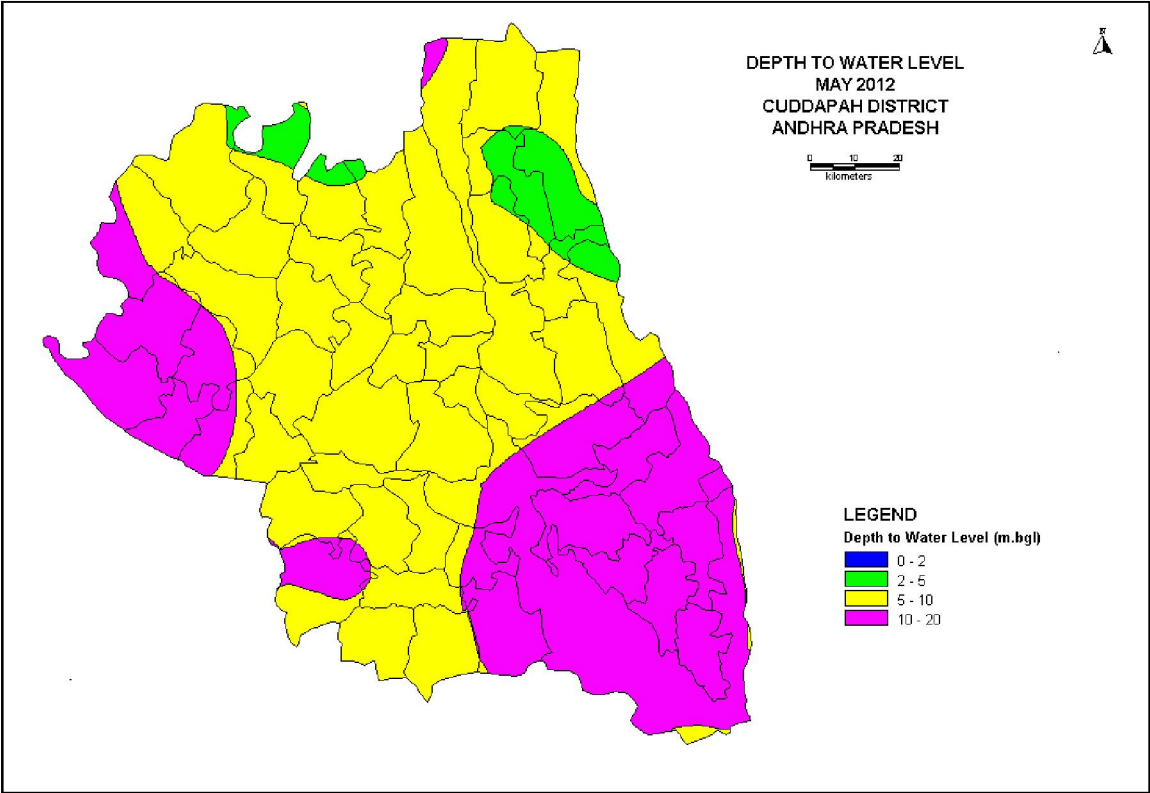 N
DEPTH TO WATER LEVEL
MAY 2012
CUDDAPAH DISTRICT
ANDHRA PRADESH
0 10 20
kilometers
LEGEND
Depth to Water Level (m.bgl)
0 - 2
2 - 5
5 - 10
10 - 20